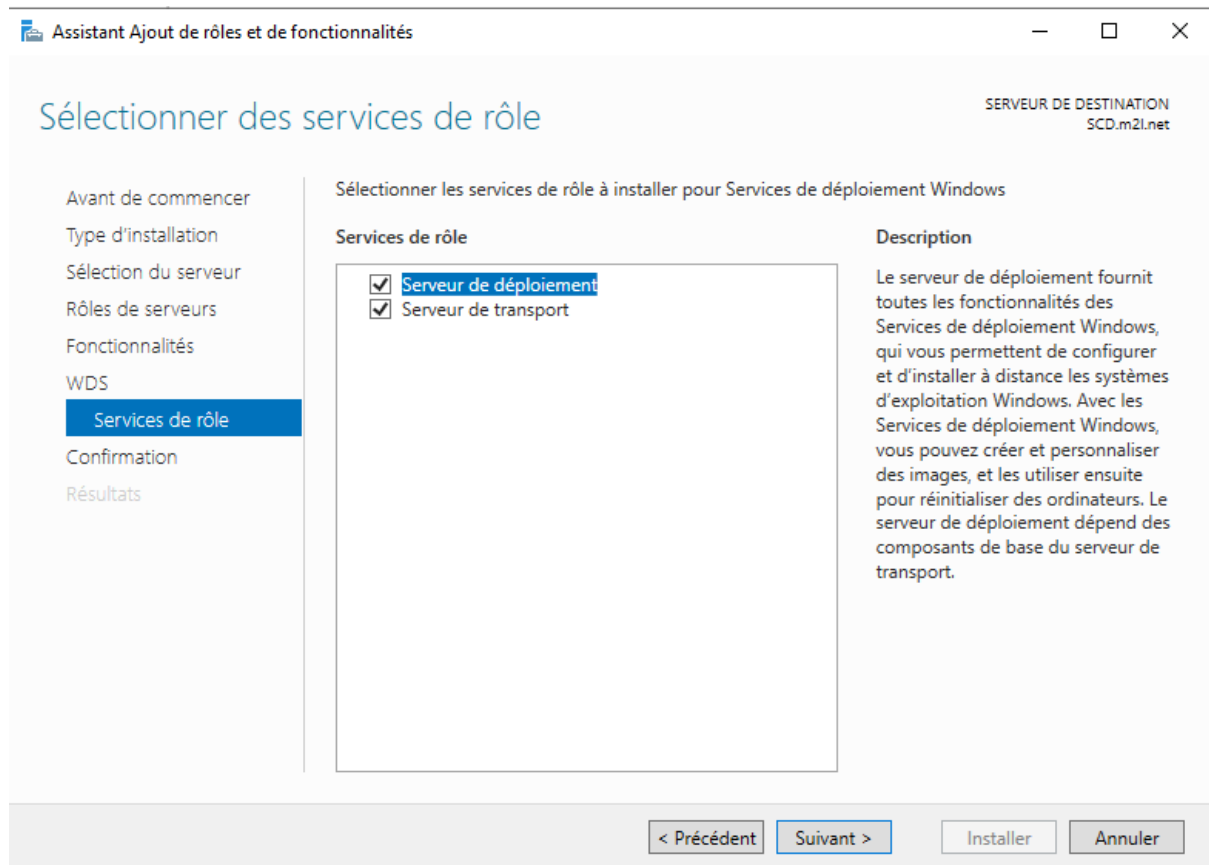 Assistant Ajout de rôles et de fonctionnalités
Sélectionner des services de rôle
SERVEUR DE DESTINATION
SCD.m2l.net
Avant de commencer
Type d'installation
Sélection du serveur
Rôles de serveurs
Fonctionnalités
WDS
Services de rôle
Confirmation
Résultats
Sélectionner les services de rôle à installer pour Services de déploiement Windows
Services de rôle
Serveur de déploiement
Serveur de transport
Description
Le serveur de déploiement fournit
toutes les fonctionnalités des
Services de déploiement Windows,
qui vous permettent de configurer
et d'installer à distance les systèmes
d'exploitation Windows. Avec les
Services de déploiement Windows,
vous pouvez créer et personnaliser
des images, et les utiliser ensuite
pour réinitialiser des ordinateurs. Le
serveur de déploiement dépend des
composants de base du serveur de
transport.
< Précédent
Suivant >
Installer
Annuler